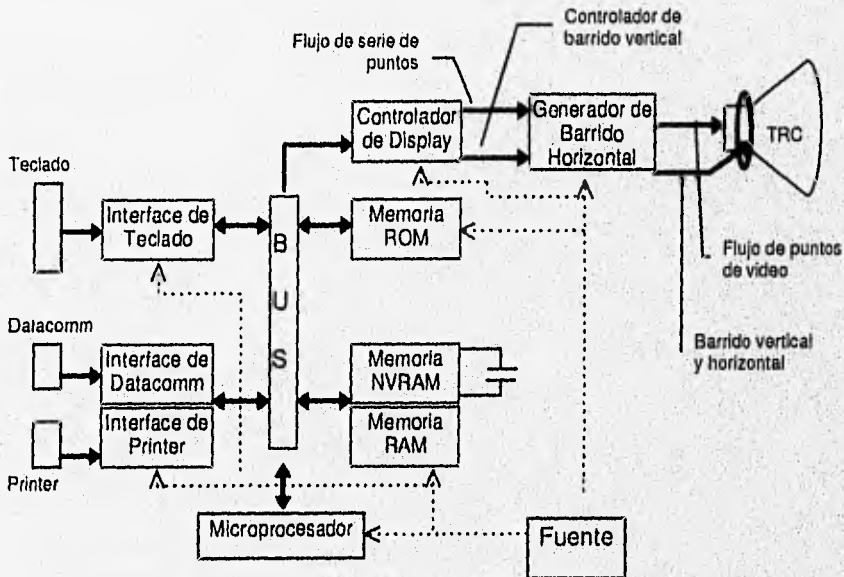 Controlador de
barrido vertical
Flujo de serie de
puntos
Controlador
de Display
Generador de
Barrido
Horizontal
TRC
Teclado
Interface de
Teclado
B
U
S
Memoria
ROM
Flujo de puntos
de video
Datacomm
Interface de
Datacomm
Memoria
NVRAM
Barrido vertical
y horizontal
Interface de
Printer
Memoria
RAM
Printer
Microprocesador
Fuente